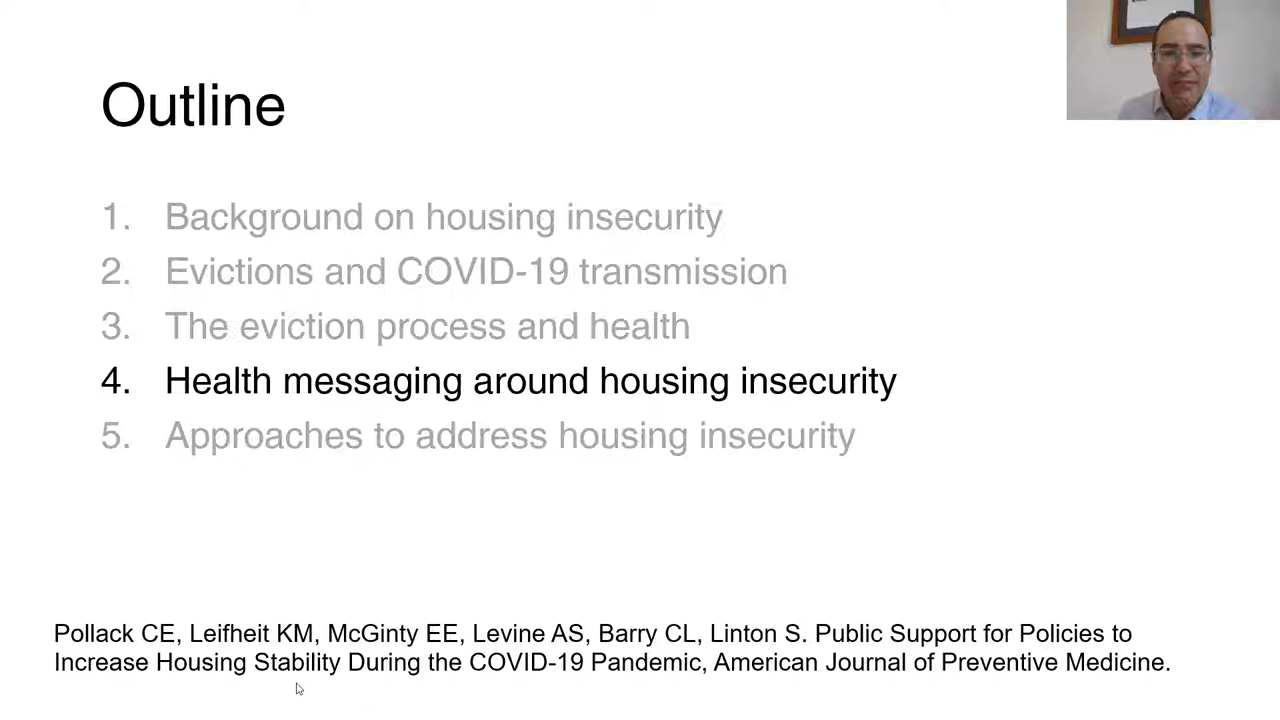 Outline
1. Background on housing insecurity
2. Evictions and COVID-19 transmission
3. The eviction process and health
4. Health messaging around housing insecurity
5. Approaches to address housing insecurity
Pollack CE, Leifheit KM, McGinty EE, Levine AS, Barry CL, Linton S. Public Support for Policies to
Increase Housing Stability During the COVID-19 Pandemic, American Journal of Preventive Medicine.